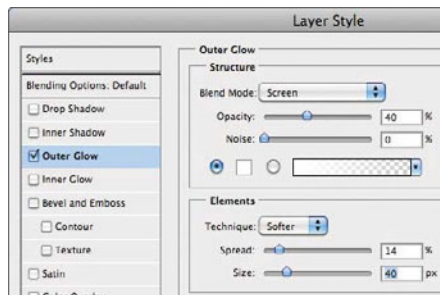 Layer Style
Styles
Blending Options: Default
Drop Shadow
Inner Shadow
Outer Glow
Inner Glow
Bevel and Emboss
Contour
Texture
Satin
Outer Glow
Structure
Blend Mode: Screen
Opacity: 40 %
Noise: 0 %
Elements
Technique: Softer
Spread: 14 %
Size: 40 px